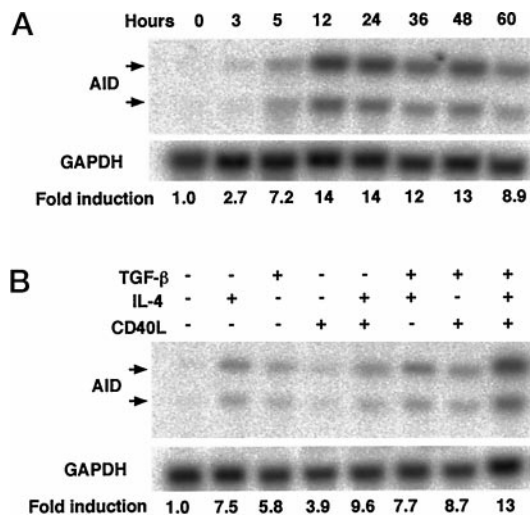 A
Hours 0 3 5 12 24 36 48 60
AID
GAPDH
Fold induction 1.0 2.7 7.2 14 14 12 13 8.9
B
TGF-β - - + - - + + +
IL-4 - + - - + + - +
CD40L - - - + + - + +
AID
GAPDH
Fold induction 1.0 7.5 5.8 3.9 9.6 7.7 8.7 13